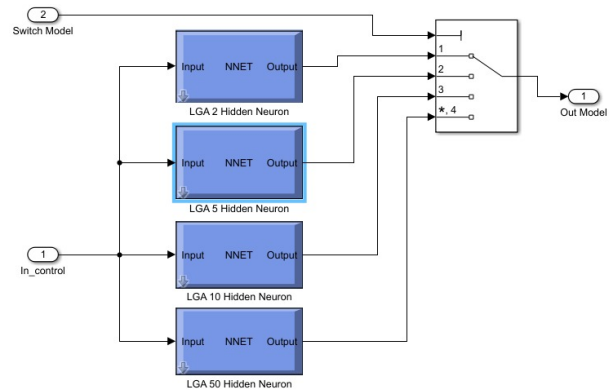 2
Switch Model
Input NNET Output
LGA 2 Hidden Neuron
Input NNET Output
LGA 5 Hidden Neuron
1
In_control
Input NNET Output
LGA 10 Hidden Neuron
Input NNET Output
LGA 50 Hidden Neuron
1
2
3
*, 4
1
Out Model